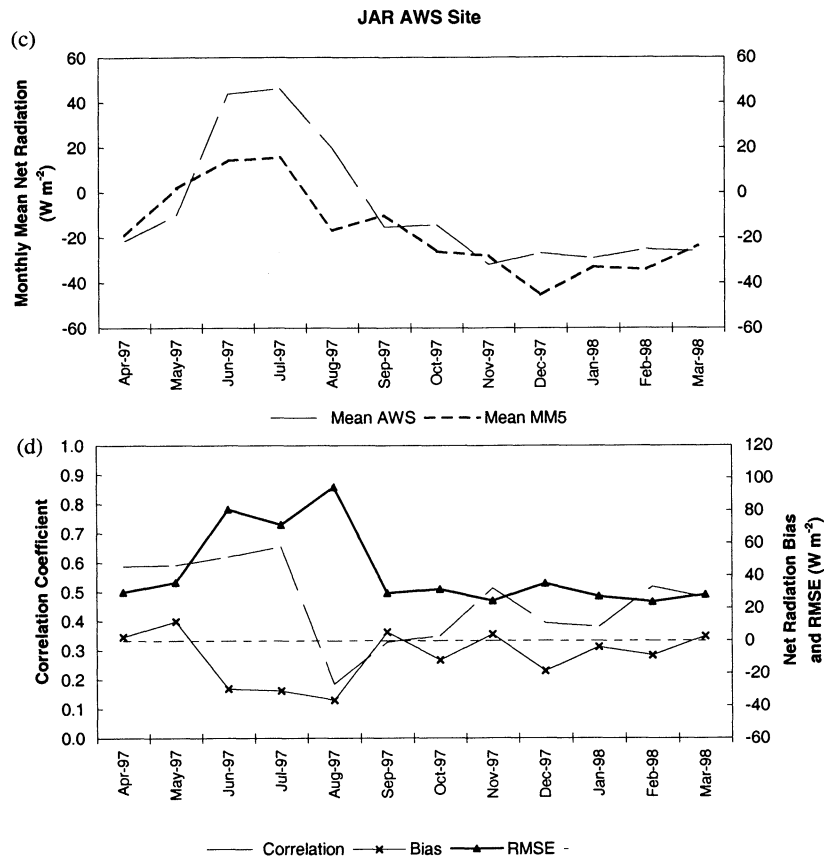 JAR AWS Site
(c)
Monthly Mean Net Radiation
(W m⁻²)
60
40
20
0
-20
-40
-60
60
40
20
0
-20
-40
-60
Apr-97
May-97
Jun-97
Jul-97
Aug-97
Sep-97
Oct-97
Nov-97
Dec-97
Jan-98
Feb-98
Mar-98
Mean AWS
Mean MM5
(d)
Correlation Coefficient
1.0
0.9
0.8
0.7
0.6
0.5
0.4
0.3
0.2
0.1
0.0
120
100
80
60
40
20
0
-20
-40
-60
Net Radiation Bias
and RMSE (W m⁻²)
Apr-97
May-97
Jun-97
Jul-97
Aug-97
Sep-97
Oct-97
Nov-97
Dec-97
Jan-98
Feb-98
Mar-98
Correlation
Bias
RMSE